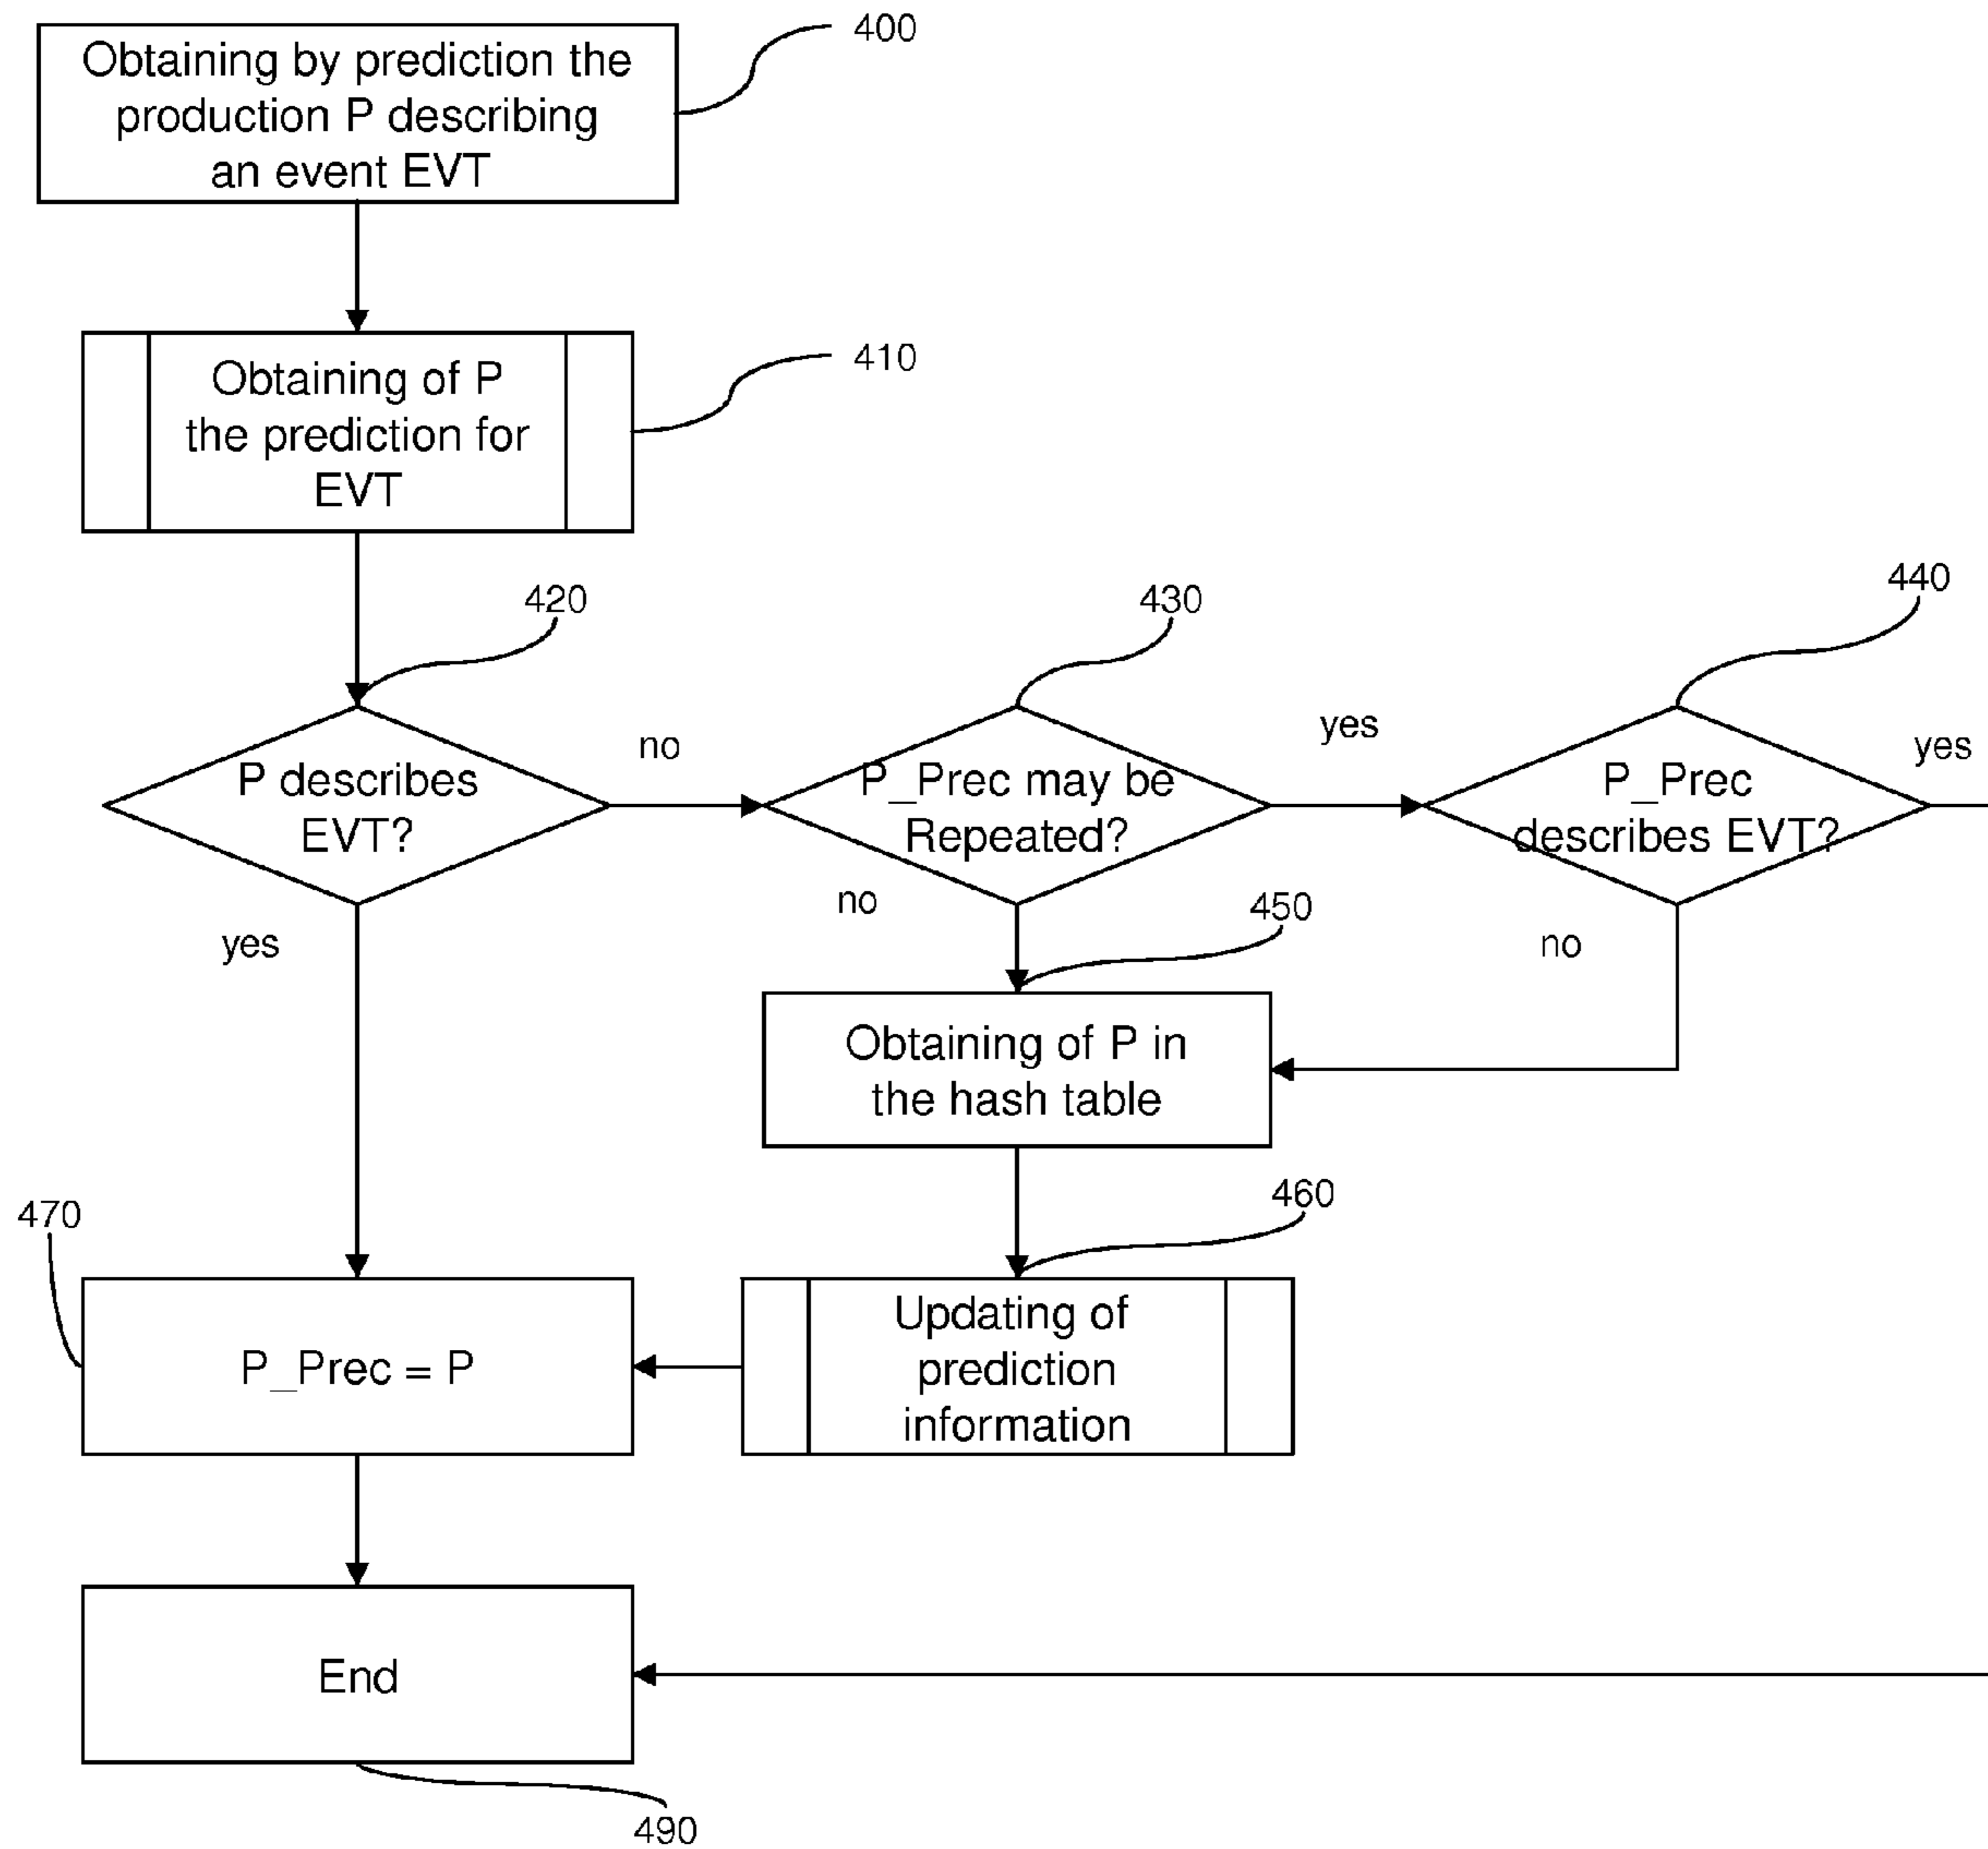 400
Obtaining by prediction the
production P describing
an event EVT
410
Obtaining of P
the prediction for
EVT
420
430
440
P describes
EVT?
no
P_Prec may be
Repeated?
yes
P_Prec
describes EVT?
yes
yes
no
450
no
Obtaining of P in
the hash table
460
470
P_Prec = P
Updating of
prediction
information
End
490